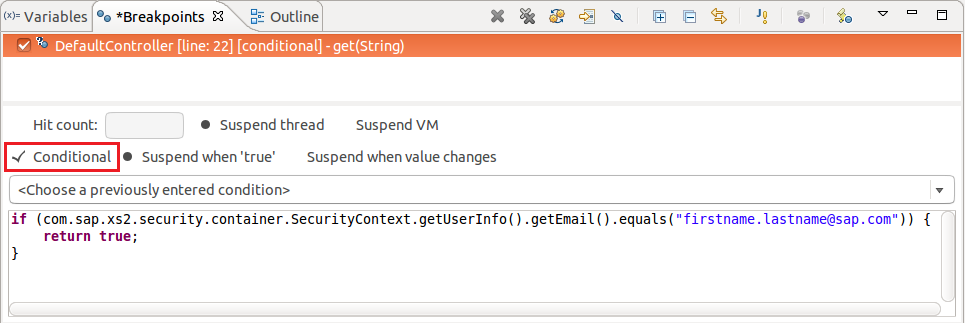 (x)= Variables *Breakpoints Outline
DefaultController [line: 22] [conditional] - get(String)
Hit count: Suspend thread Suspend VM
Conditional Suspend when 'true' Suspend when value changes
<Choose a previously entered condition>
if (com.sap.xs2.security.container.SecurityContext.getUserInfo().getEmail().equals("firstname.lastname@sap.com")) {
    return true;
}